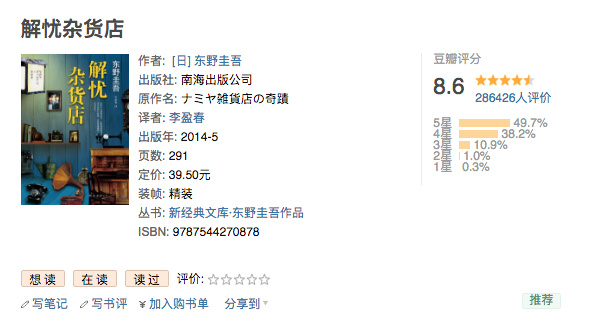 解忧杂货店
东野圭吾
解忧
杂货店
作者: [日] 东野圭吾
出版社: 南海出版公司
原作名: ナミヤ雑貨店の奇蹟
译者: 李盈春
出版年: 2014-5
页数: 291
定价: 39.50元
装帧: 精装
丛书: 新经典文库·东野圭吾作品
ISBN: 9787544270878
豆瓣评分
8.6
286426人评价
5星 49.7%
4星 38.2%
3星 10.9%
2星 1.0%
1星 0.3%
想读 在读 读过 评价:
写笔记 写书评 ¥ 加入购书单 分享到
推荐